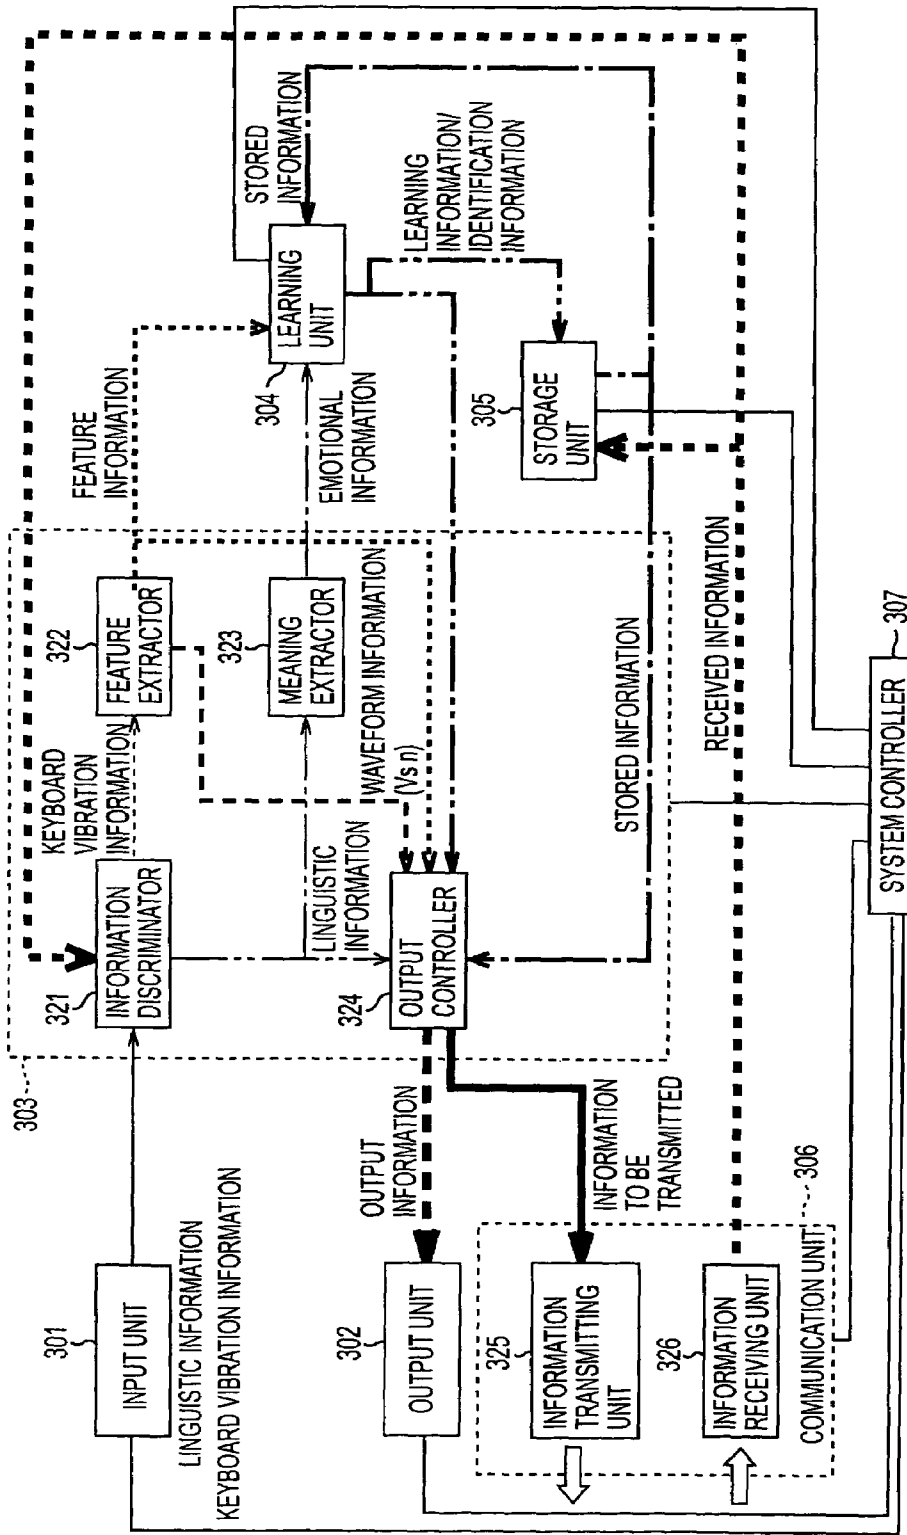 301
INPUT UNIT
LINGUISTIC INFORMATION
KEYBOARD VIBRATION INFORMATION
303
321
INFORMATION
DISCRIMINATOR
KEYBOARD
VIBRATION
INFORMATION
322
FEATURE
EXTRACTOR
FEATURE
INFORMATION
STORED
INFORMATION
304
LEARNING
UNIT
LEARNING
INFORMATION/
IDENTIFICATION
INFORMATION
323
MEANING
EXTRACTOR
EMOTIONAL
INFORMATION
LINGUISTIC
INFORMATION
WAVEFORM INFORMATION
(Vs n)
302
OUTPUT UNIT
OUTPUT
INFORMATION
324
OUTPUT
CONTROLLER
305
STORAGE
UNIT
STORED INFORMATION
325
INFORMATION
TRANSMITTING
UNIT
INFORMATION
TO BE
TRANSMITTED
326
INFORMATION
RECEIVING UNIT
RECEIVED INFORMATION
COMMUNICATION UNIT
306
SYSTEM CONTROLLER
307